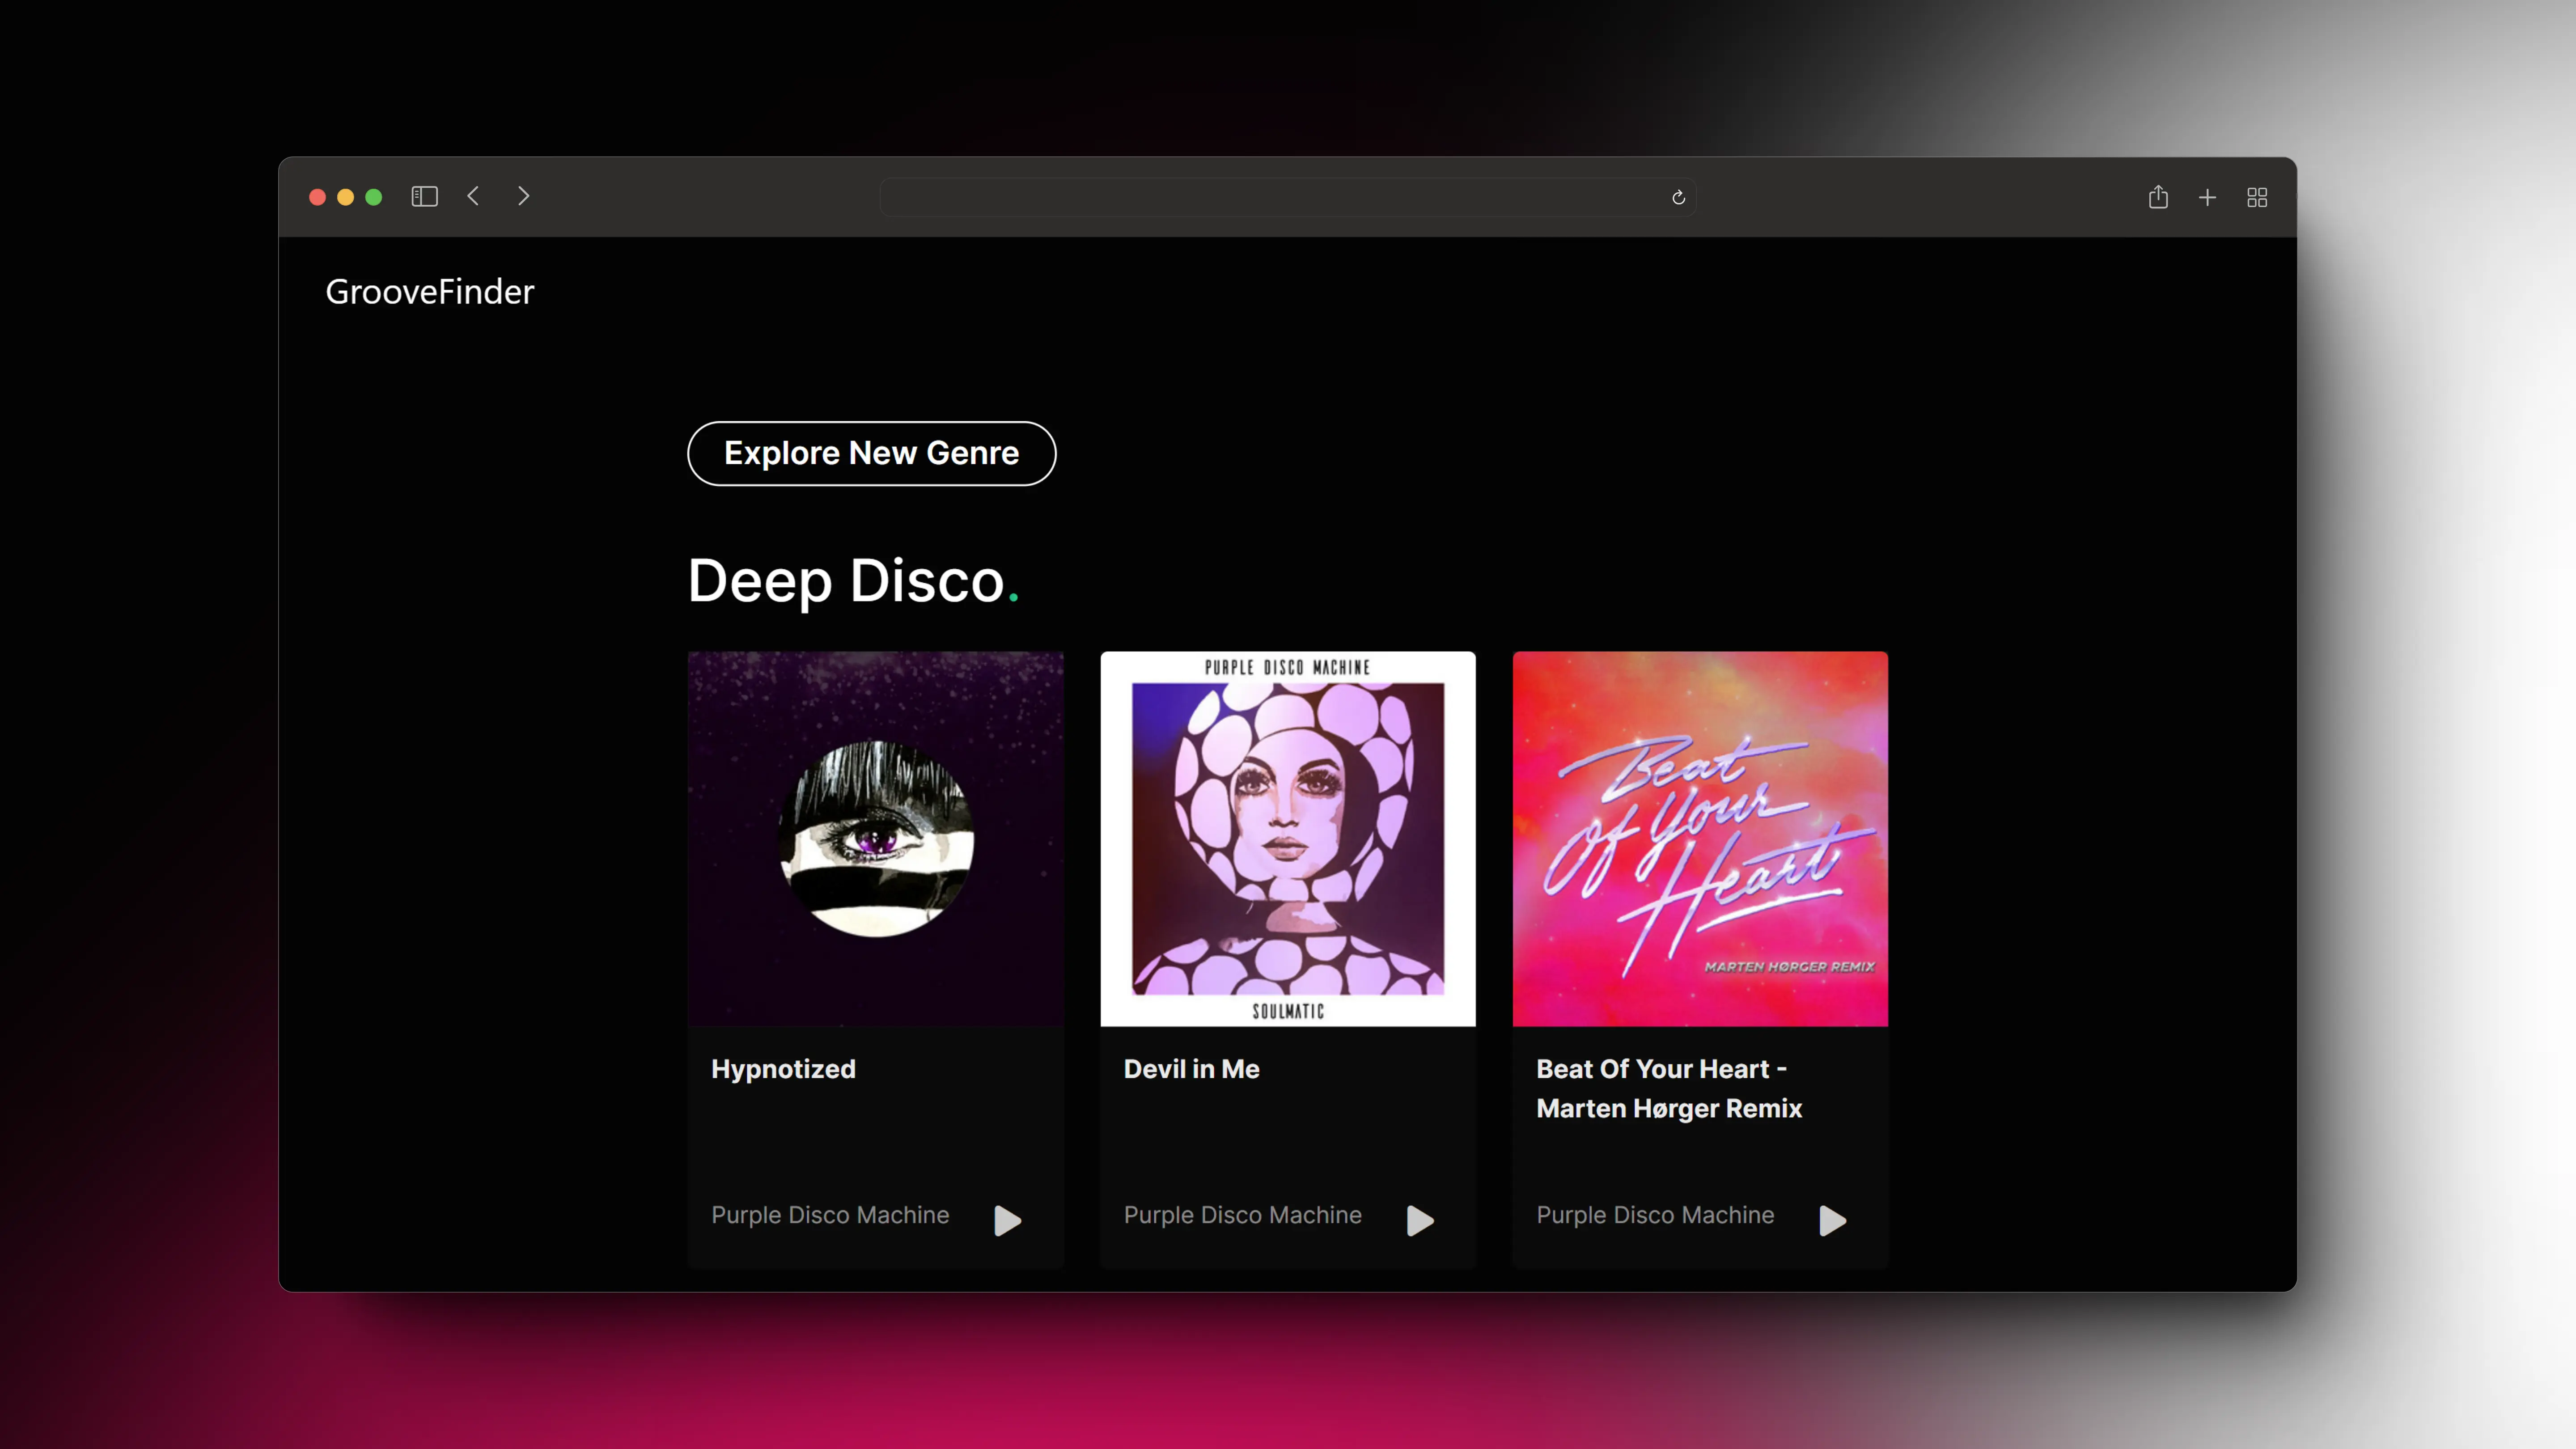 GrooveFinder
Explore New Genre
Deep Disco.
PURPLE DISCO MACHINE
SOULMATIC
Beat
Of Your
Heart
MARTEN HØRGER REMIX
Hypnotized
Purple Disco Machine
Devil in Me
Purple Disco Machine
Beat Of Your Heart -
Marten Hørger Remix
Purple Disco Machine